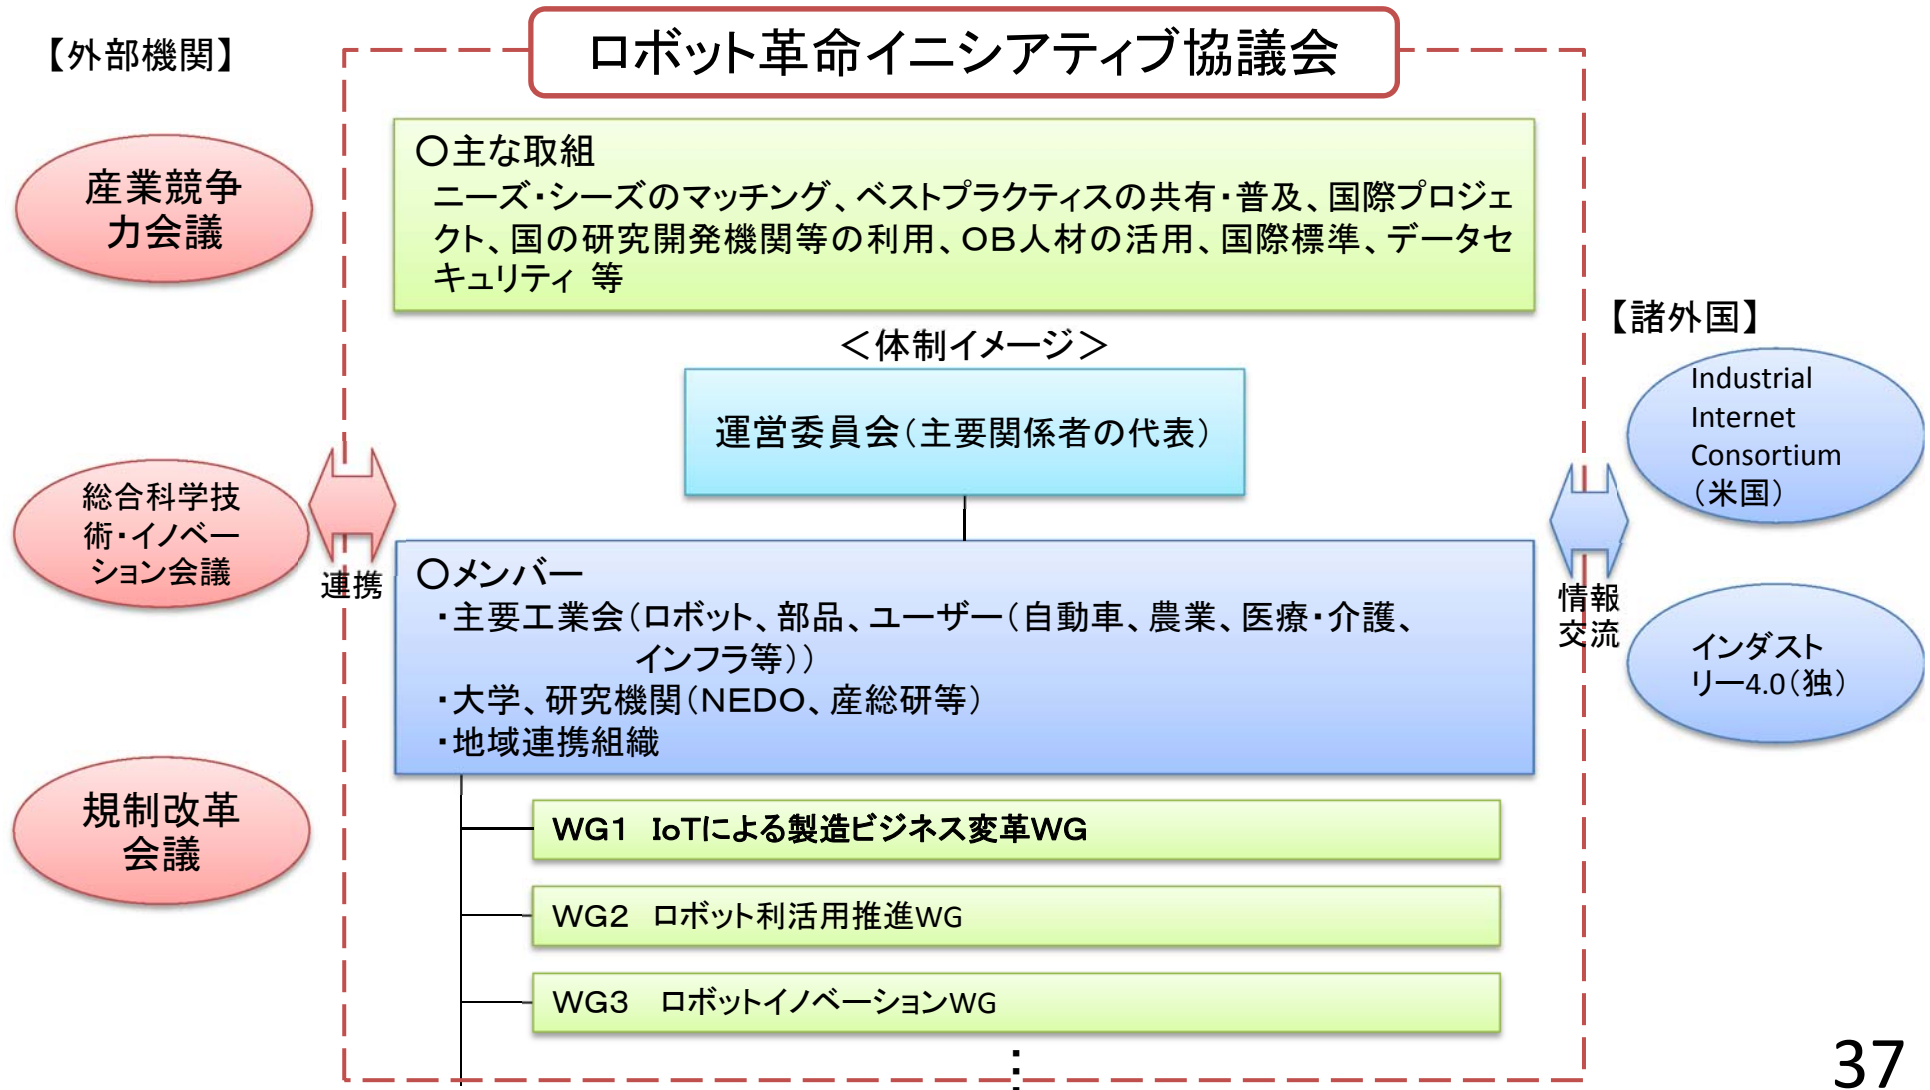 ロボット革命イニシアティブ協議会
【外部機関】
産業競争
力会議
総合科学技
術・イノベー
ション会議
規制改革
会議
連携
○主な取組
ニーズ・シーズのマッチング、ベストプラクティスの共有・普及、国際プロジェ
クト、国の研究開発機関等の利用、ＯＢ人材の活用、国際標準、データセ
キュリティ 等
＜体制イメージ＞
運営委員会（主要関係者の代表）
○メンバー
・主要工業会（ロボット、部品、ユーザー（自動車、農業、医療・介護、
インフラ等））
・大学、研究機関（ＮＥＤＯ、産総研等）
・地域連携組織
ＷＧ１ IoTによる製造ビジネス変革ＷＧ
ＷＧ２ ロボット利活用推進WG
ＷＧ３ ロボットイノベーションWG
⋮
【諸外国】
Industrial
Internet
Consortium
（米国）
情報
交流
インダスト
リー4.0（独）
37